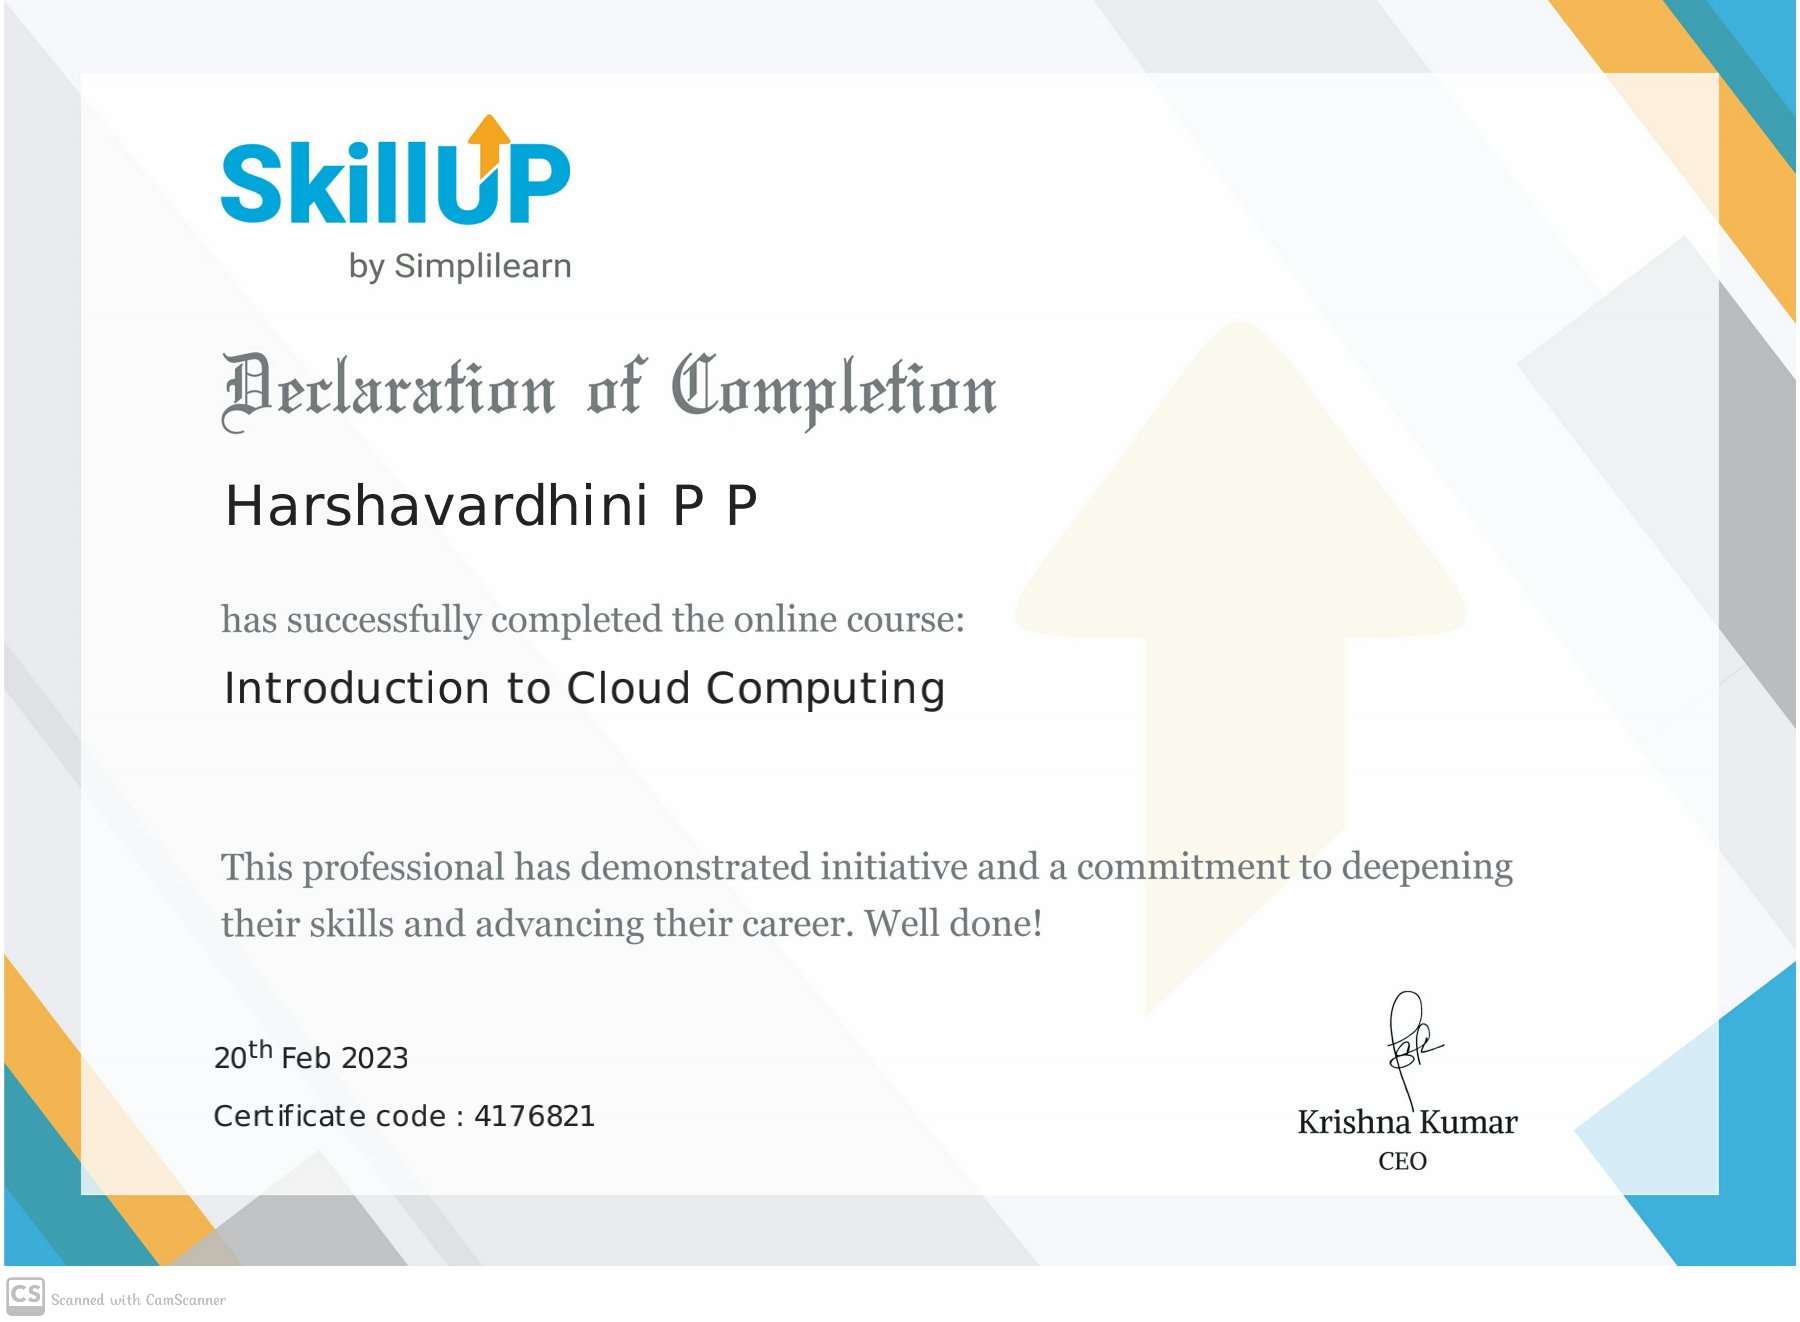 SkillUP
by Simplilearn
Declaration of Completion
Harshavardhini P P
has successfully completed the online course:
Introduction to Cloud Computing
This professional has demonstrated initiative and a commitment to deepening
their skills and advancing their career. Well done!
20th Feb 2023
Certificate code : 4176821
Krishna Kumar
CEO
CS Scanned with CamScanner